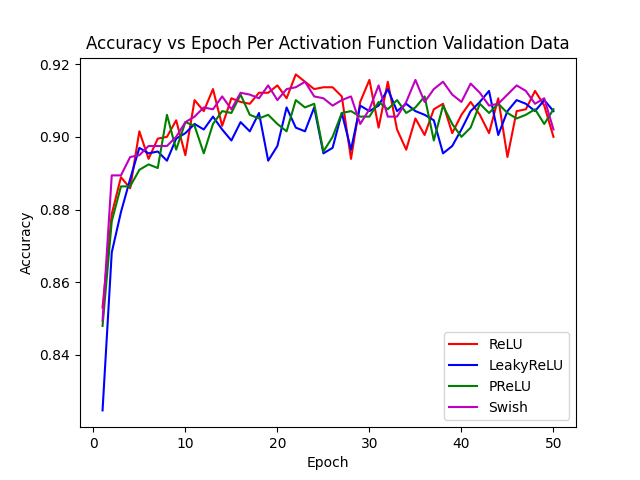 Accuracy vs Epoch Per Activation Function Validation Data
0.92
0.90
0.88
0.86
0.84
Accuracy
0
10
20
30
40
50
Epoch
ReLU
LeakyReLU
PReLU
Swish